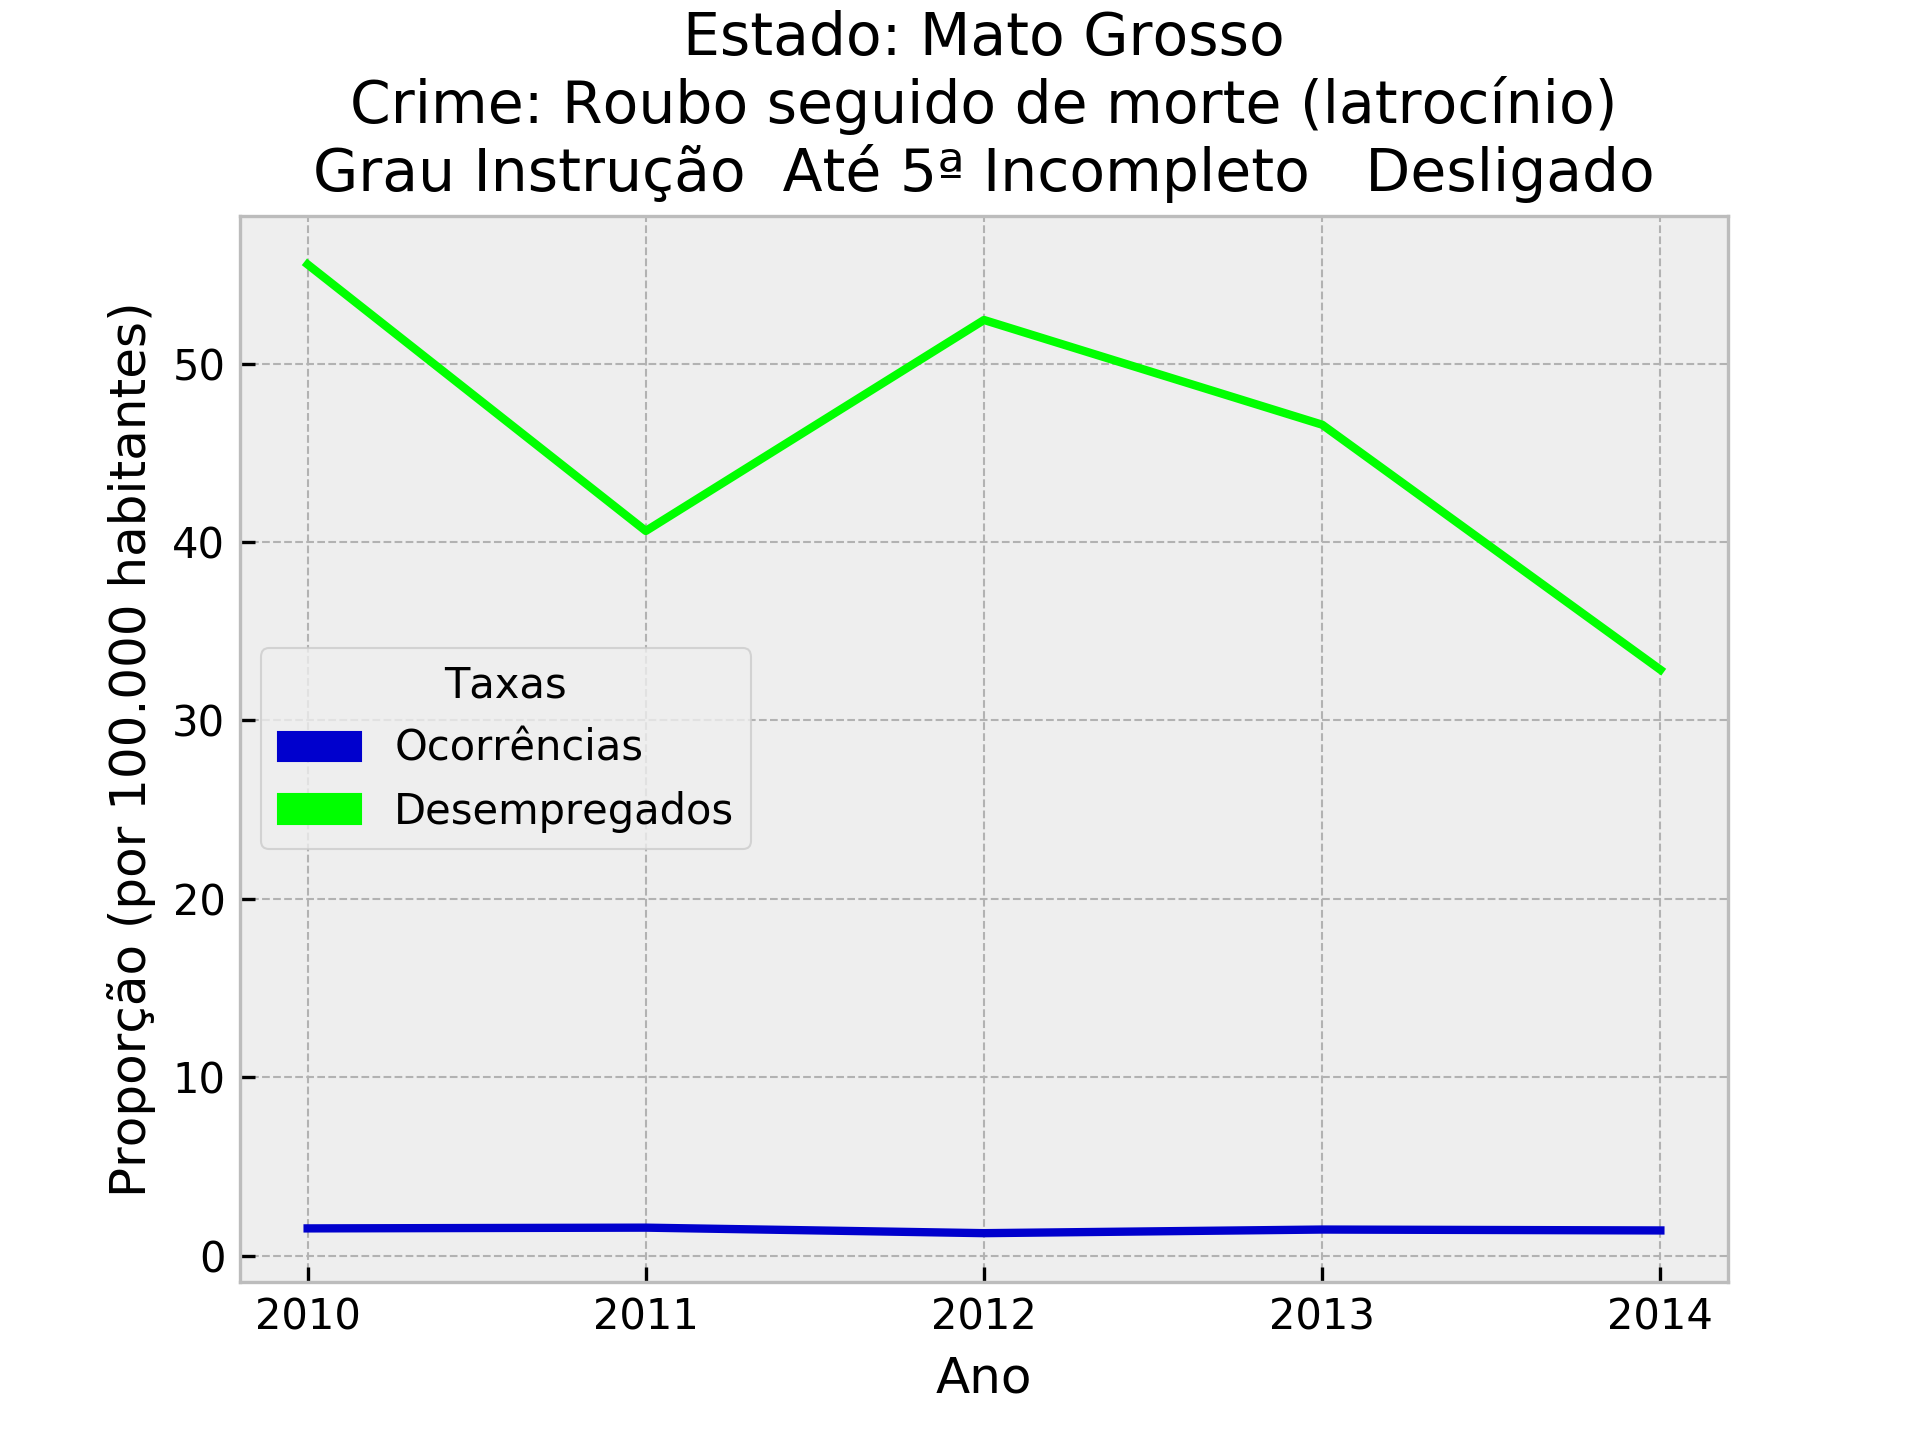 Estado: Mato Grosso
Crime: Roubo seguido de morte (latrocínio)
Grau Instrução  Até 5ª Incompleto   Desligado
Proporção (por 100.000 habitantes)
50
40
30
20
10
0
Taxas
Ocorrências
Desempregados
2010 2011 2012 2013 2014
Ano